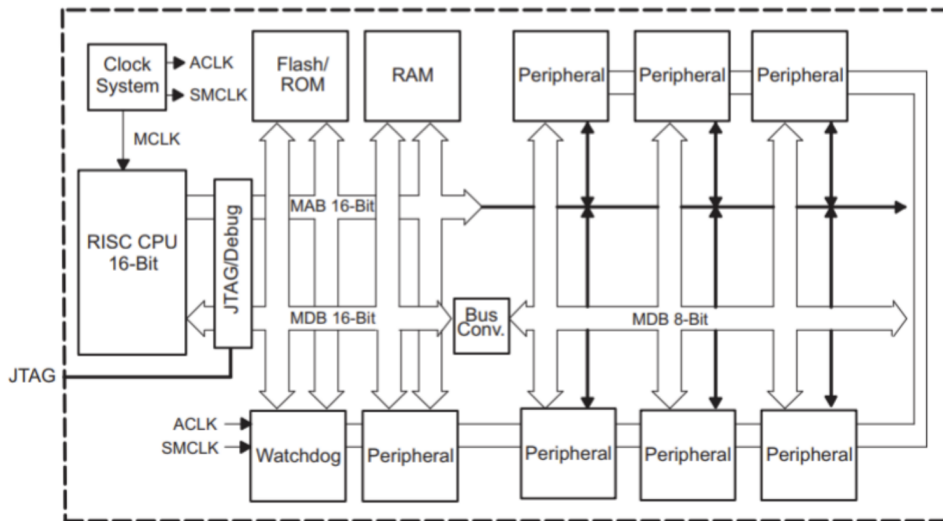 Clock
System
ACLK
SMCLK
MCLK
Flash/
ROM
RAM
Peripheral
Peripheral
Peripheral
RISC CPU
16-Bit
JTAG/Debug
MAB 16-Bit
MDB 16-Bit
Bus
Conv.
MDB 8-Bit
JTAG
ACLK
SMCLK
Watchdog
Peripheral
Peripheral
Peripheral
Peripheral